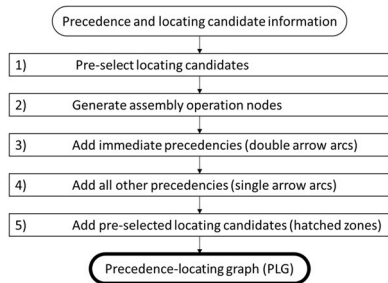 Precedence and locating candidate information
1) Pre-select locating candidates
2) Generate assembly operation nodes
3) Add immediate precedencies (double arrow arcs)
4) Add all other precedencies (single arrow arcs)
5) Add pre-selected locating candidates (hatched zones)
Precedence-locating graph (PLG)